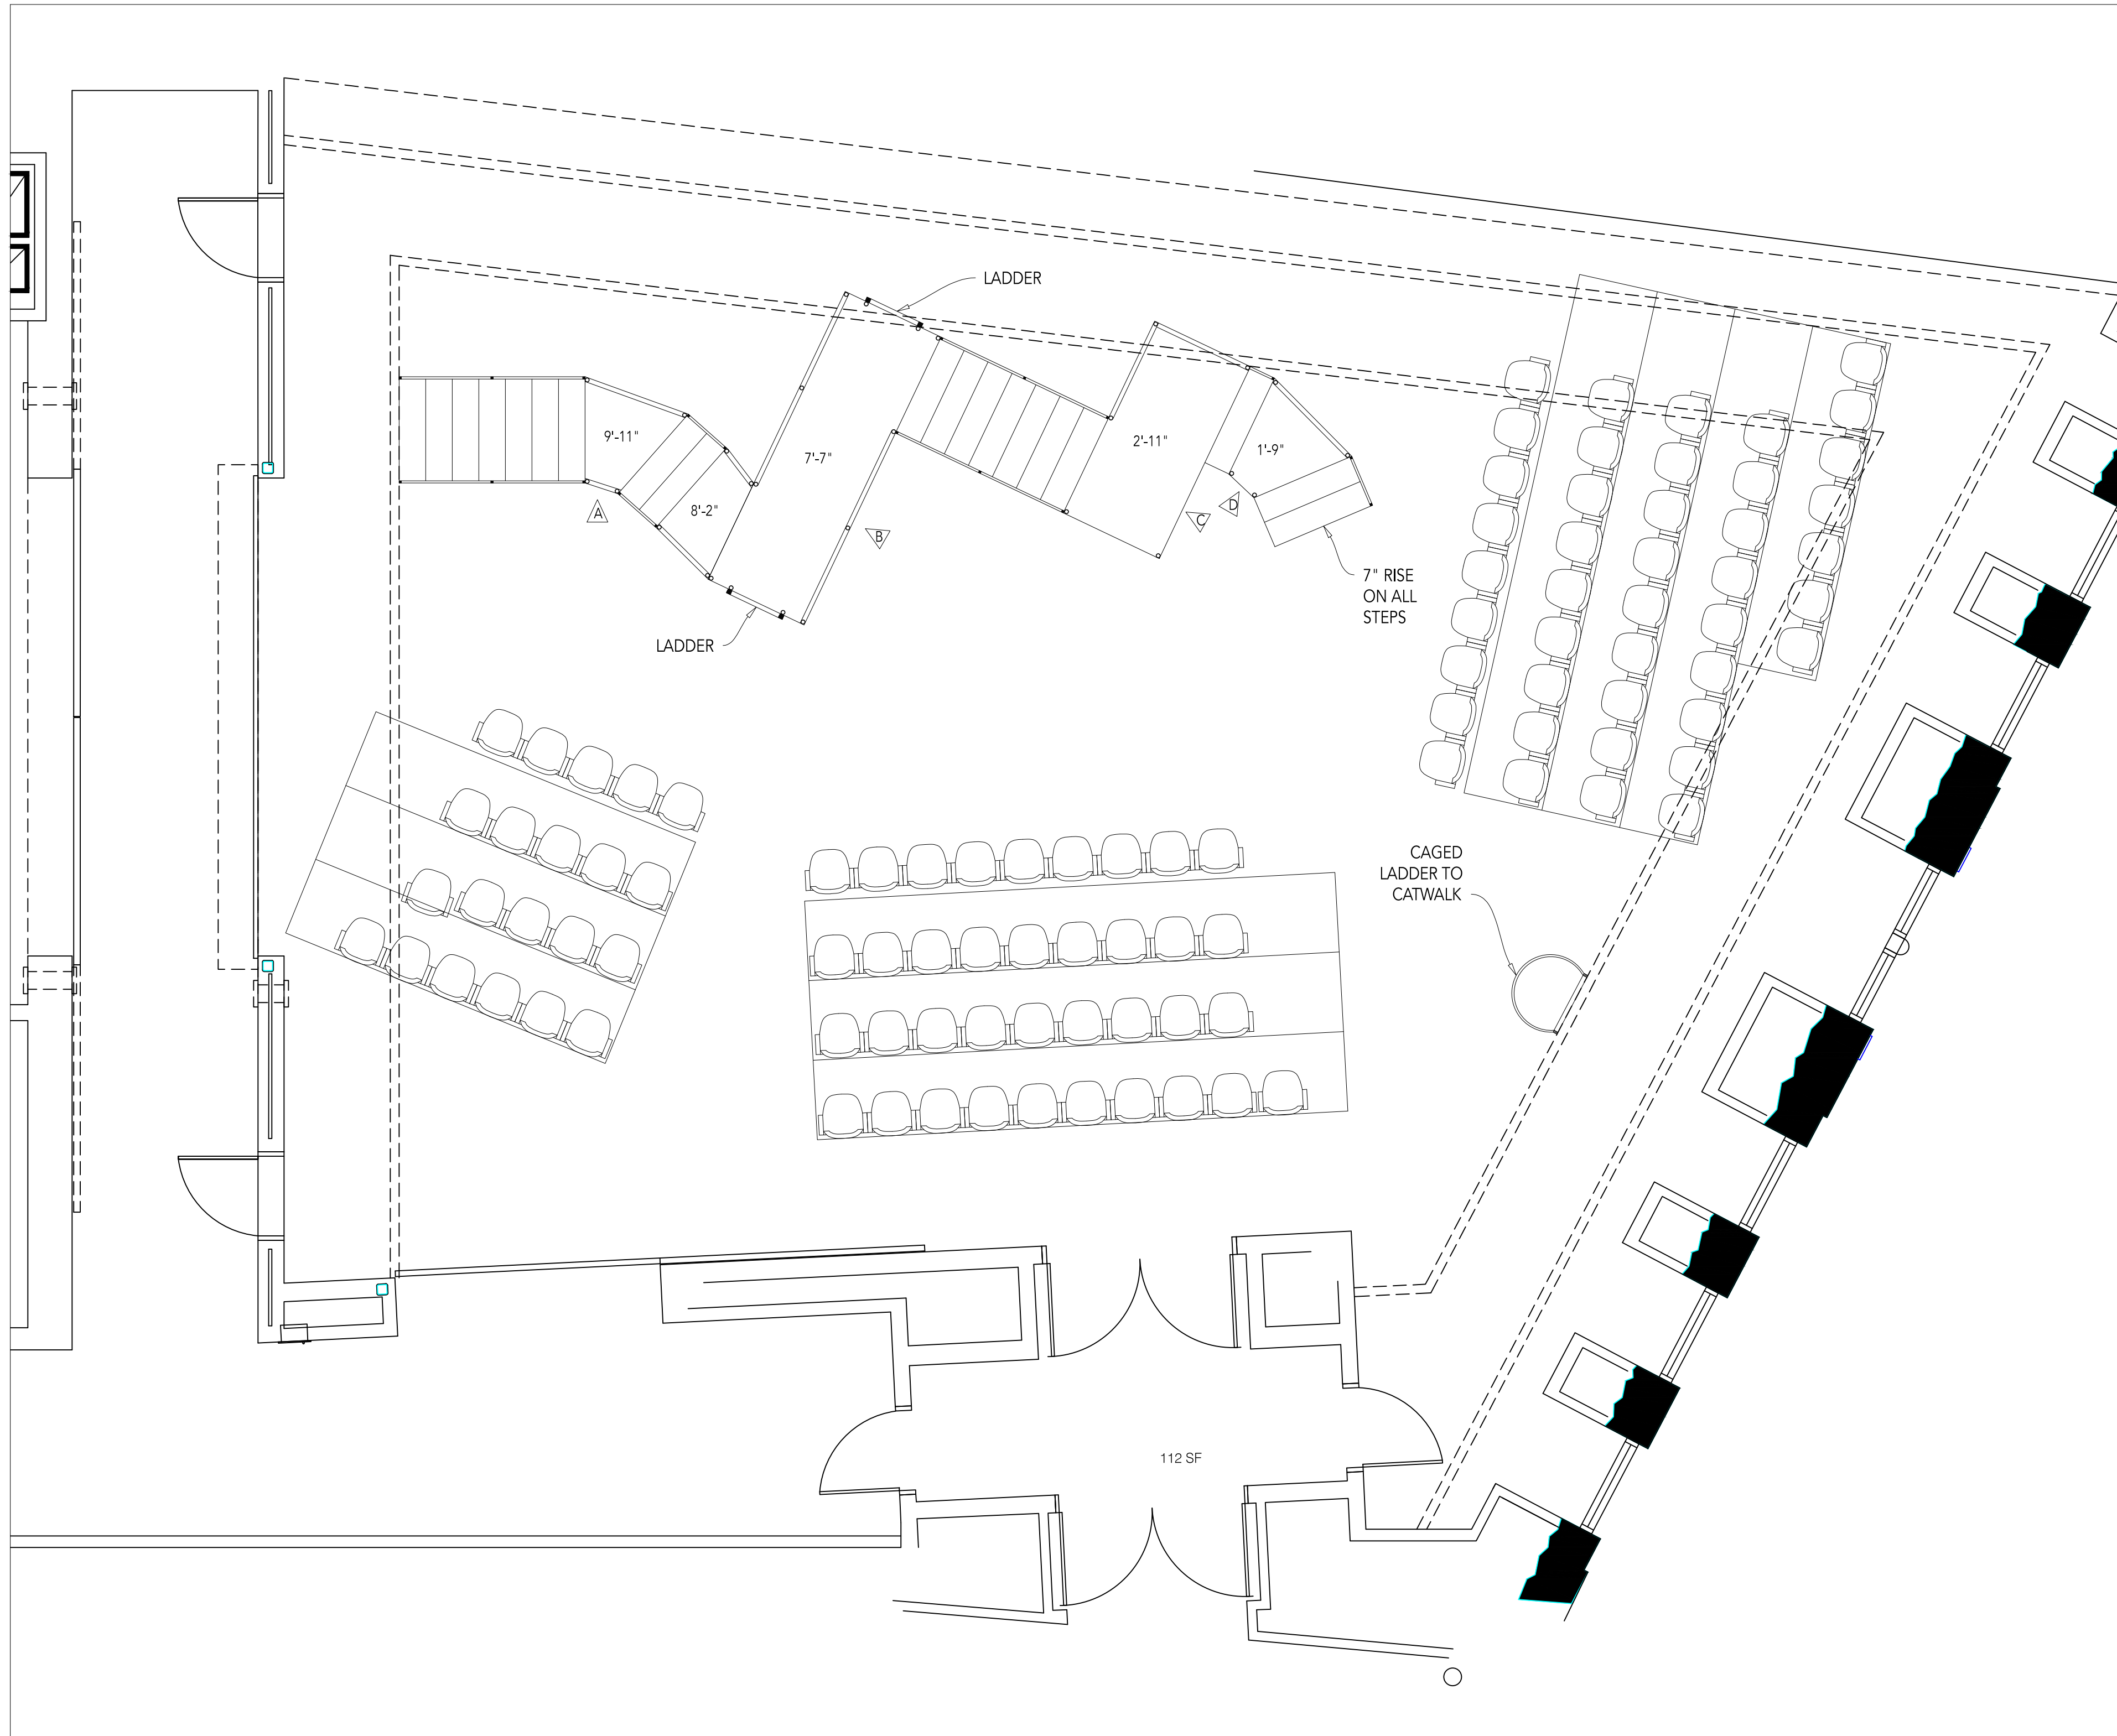 LADDER
9'-11"
7'-7"
2'-11"
1'-9"
8'-2"
A
B
C
D
7" RISE
ON ALL
STEPS
LADDER
CAGED
LADDER TO
CATWALK
112 SF